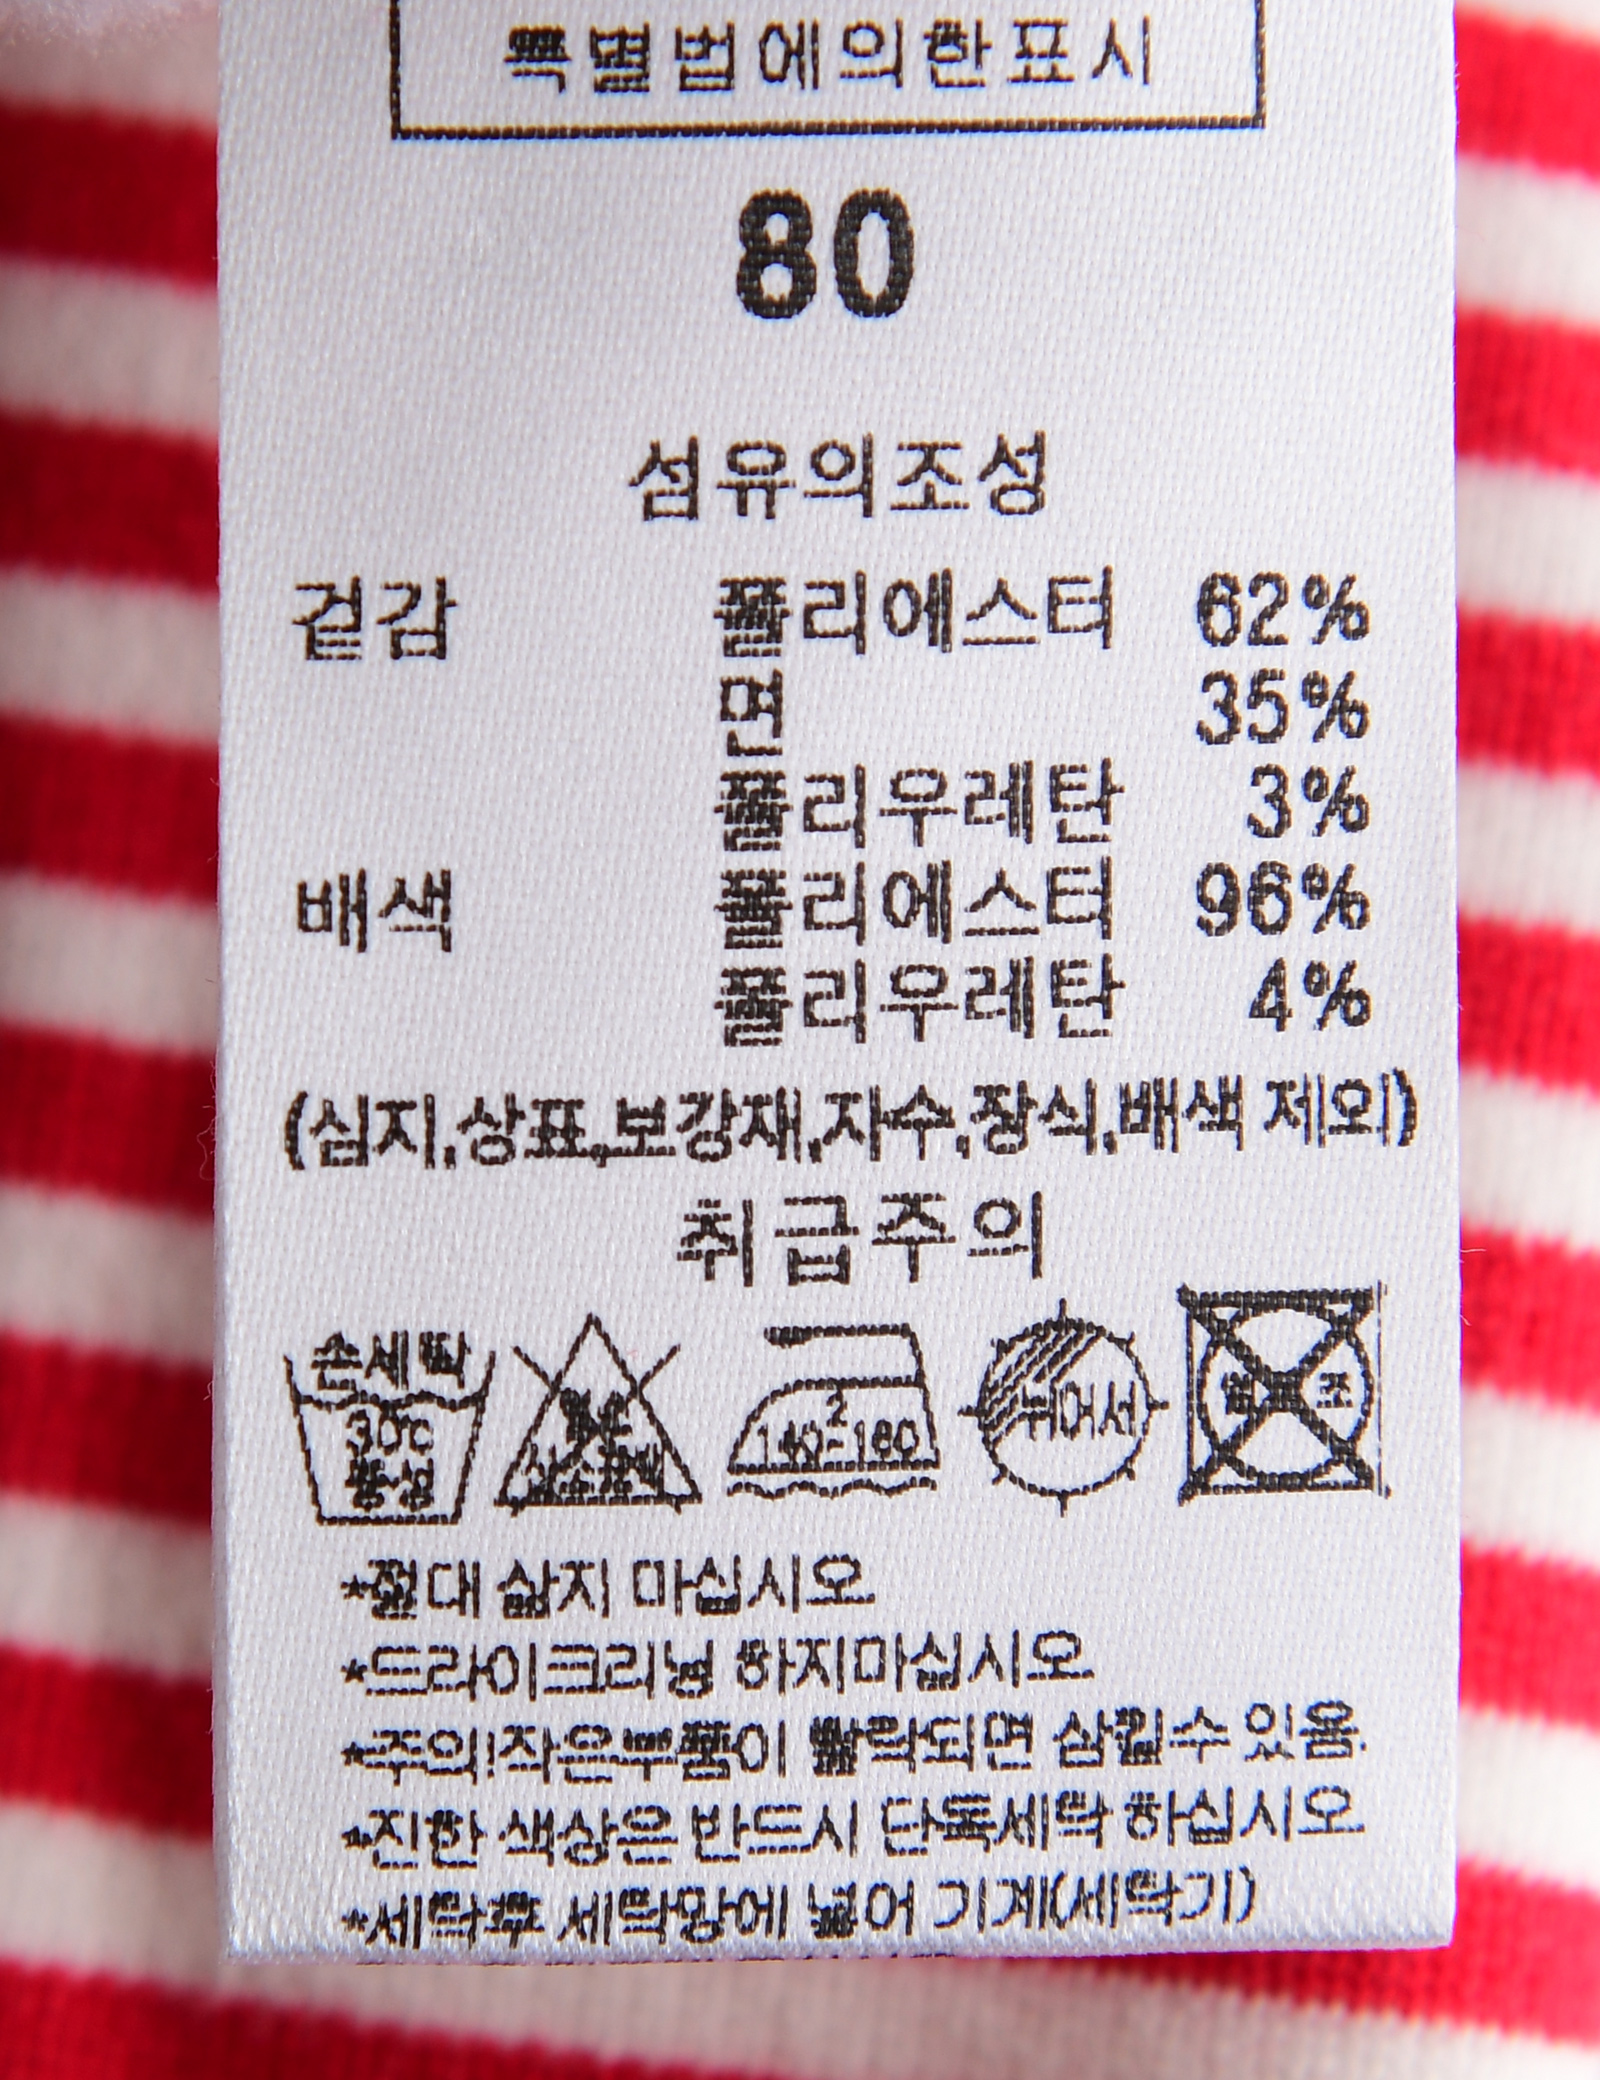 특별법에의한표시
80
섬유의조성
겉감 폴리에스터 62%
면 35%
폴리우레탄 3%
배색 폴리에스터 96%
폴리우레탄 4%
(심지,상표,보강재,자수,장식,배색 제외)
취급주의
손세탁
30℃
중성
염소
산소표백
2
140-160
뉘어서
*절대 삶지 마십시오
*드라이크리닝 하지마십시오
*주의!작은부품이 빨락되면 삼킬수 있음.
*진한 색상은 반드시 단독세탁 하십시오
*세탁후 세탁망에 넣어 기계(세탁기)